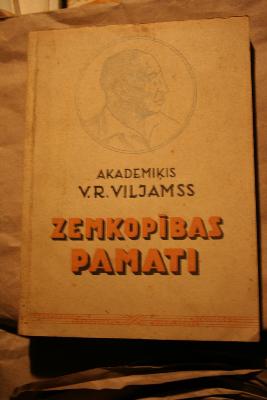 AKADEMIĶIS
V. R. VILJAMSS
ZEMKOPĪBAS
PAMATI